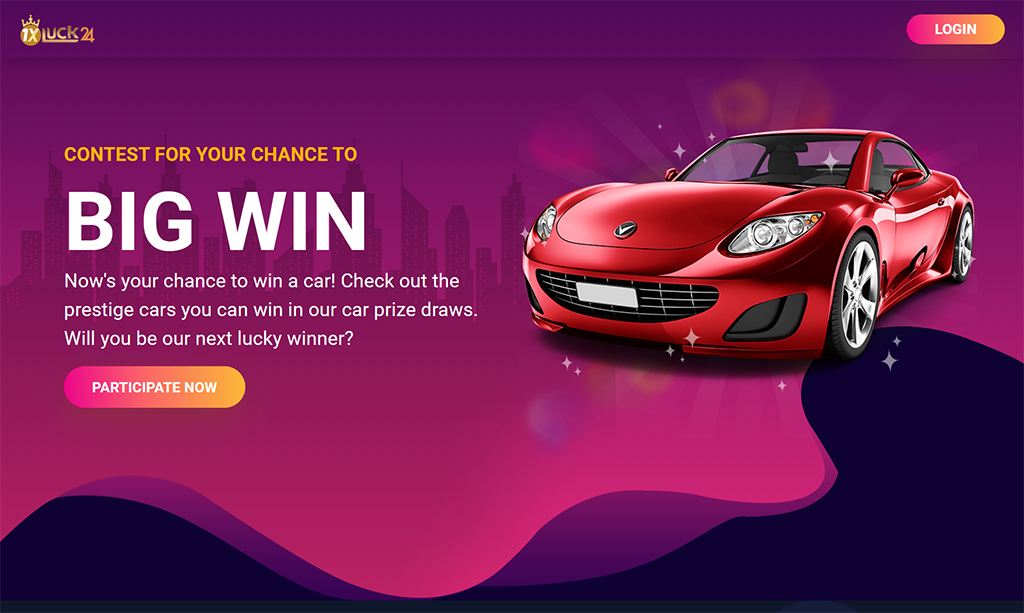 1XLUCK24
LOGIN
CONTEST FOR YOUR CHANCE TO
BIG WIN
Now's your chance to win a car! Check out the
prestige cars you can win in our car prize draws.
Will you be our next lucky winner?
PARTICIPATE NOW